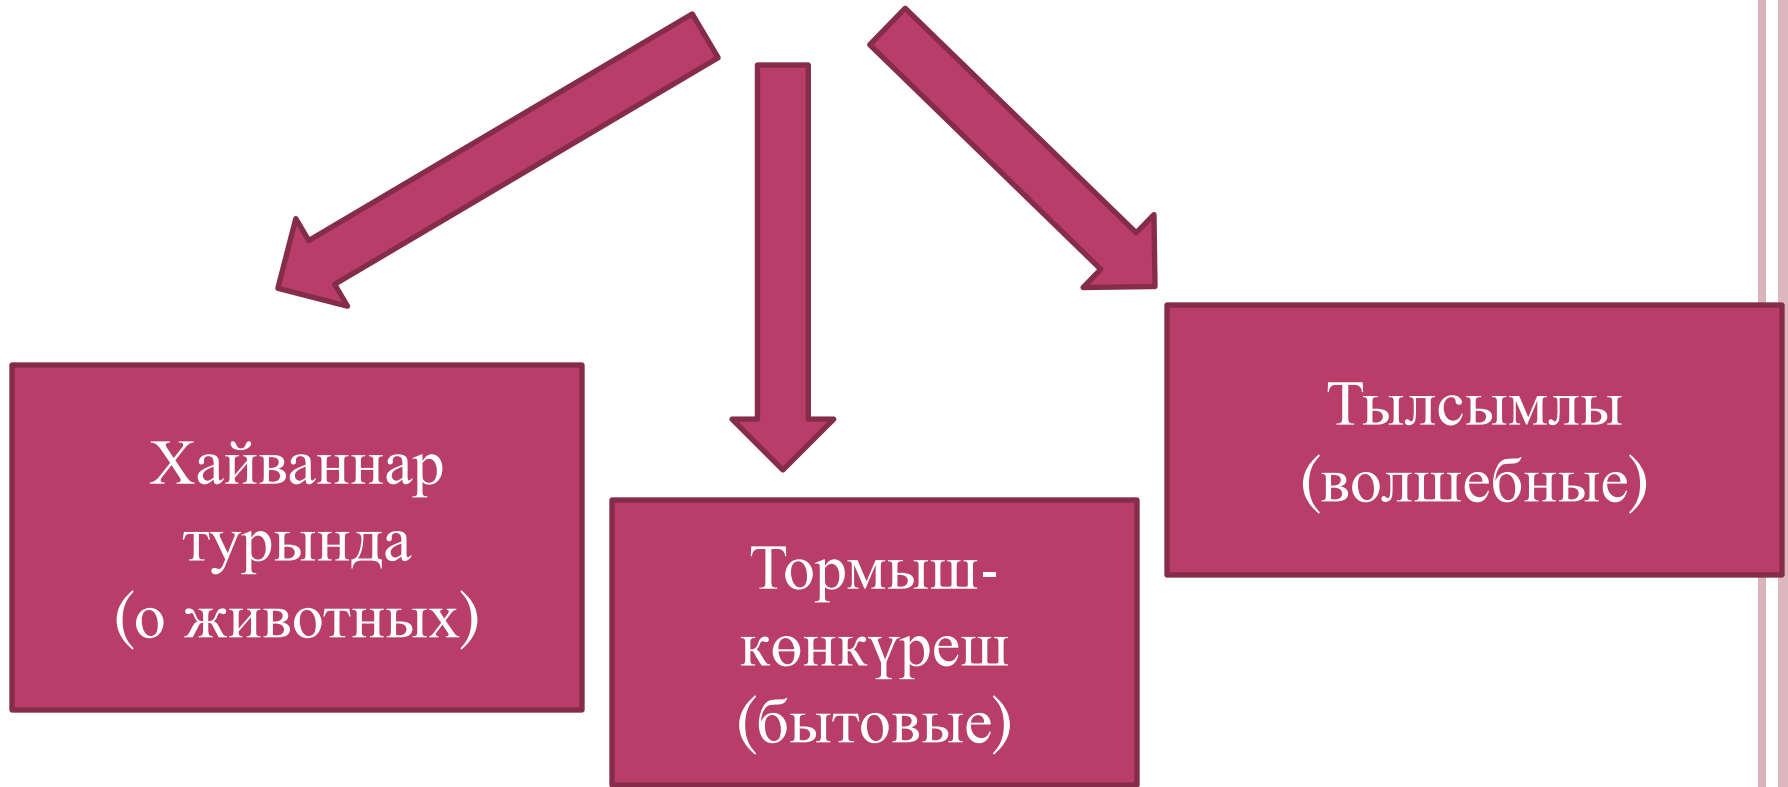 Хайваннар
турында
(о животных)
Тормыш-
көнкүреш
(бытовые)
Тылсымлы
(волшебные)